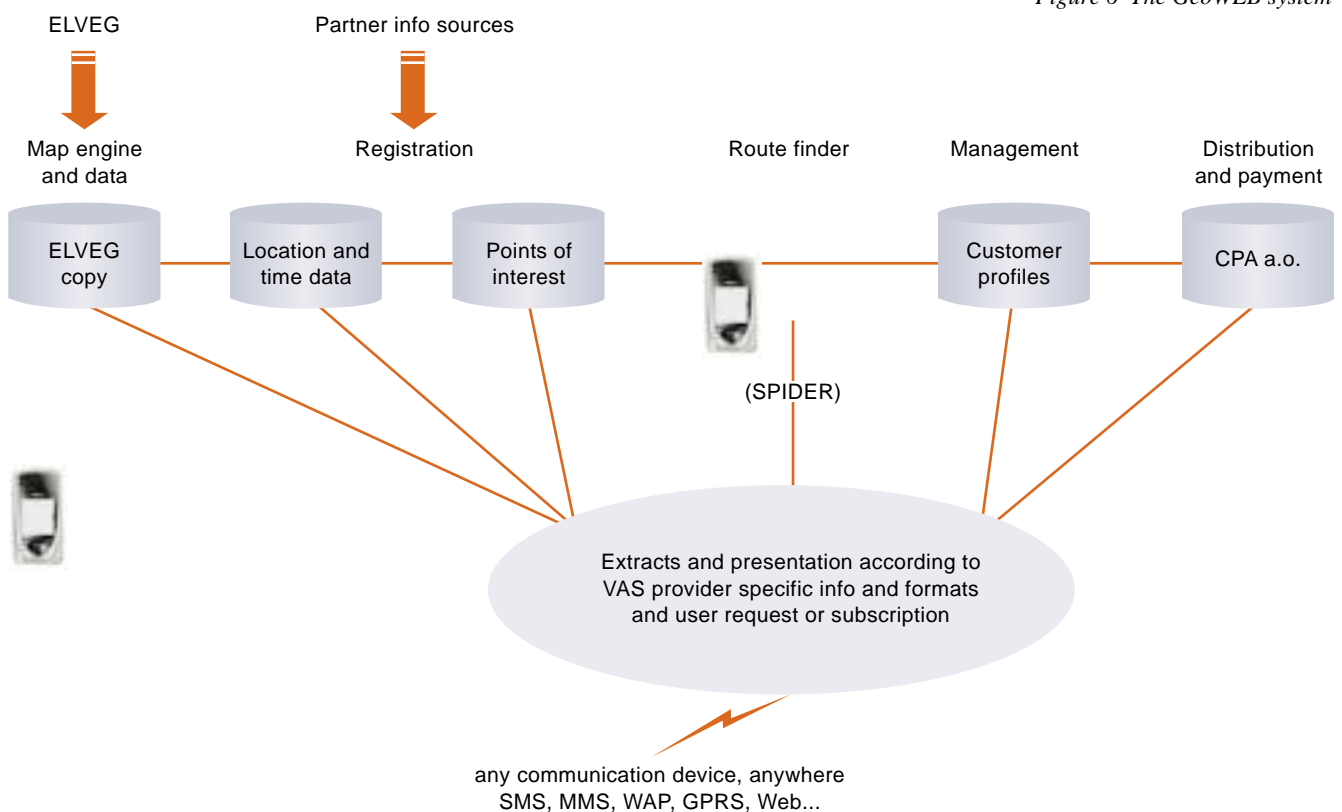 Figure 6 The GeoWEB system
ELVEG
Partner info sources
Map engine
and data
Registration
Route finder
Management
Distribution
and payment
ELVEG
copy
Location and
time data
Points of
interest
Customer
profiles
CPA a.o.
(SPIDER)
Extracts and presentation according to
VAS provider specific info and formats
and user request or subscription
any communication device, anywhere
SMS, MMS, WAP, GPRS, Web...